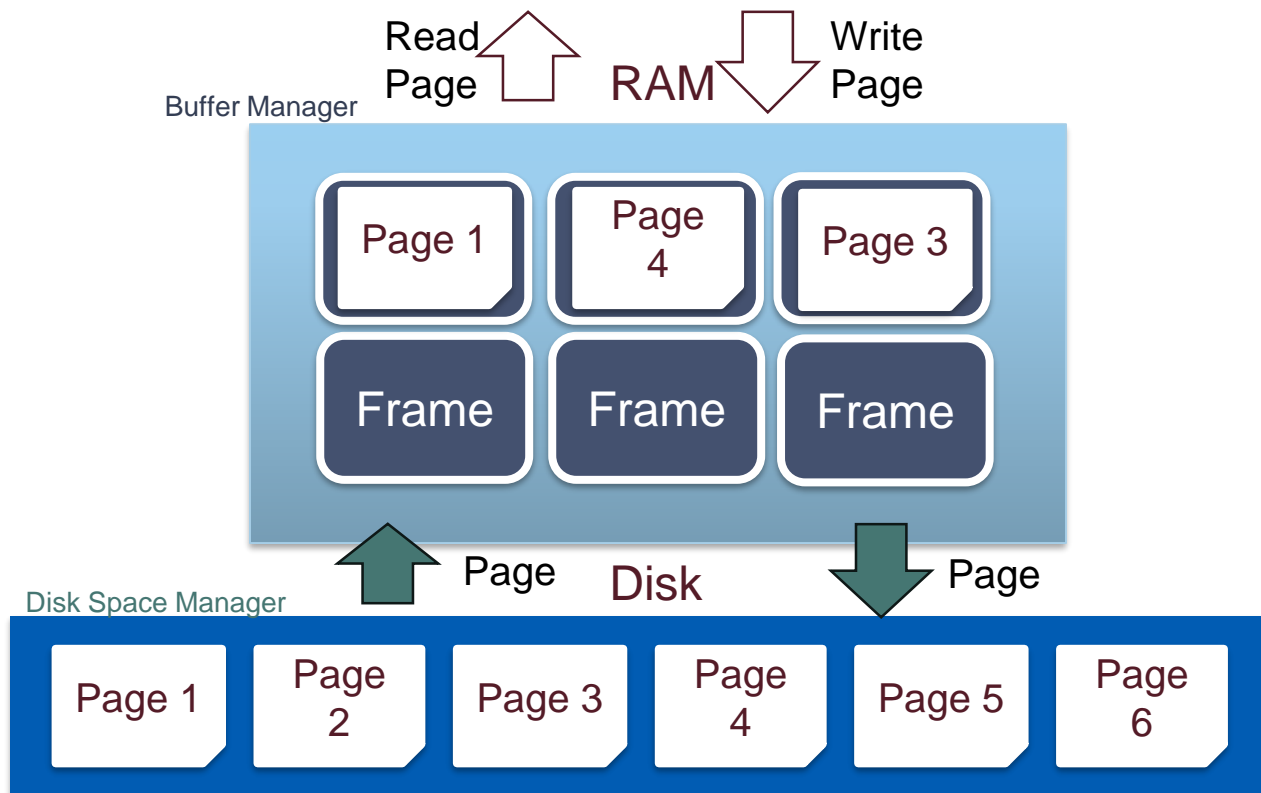 Read
Page
RAM
Write
Page
Buffer Manager
Page 1
Page
4
Page 3
Frame
Frame
Frame
Page
Disk
Page
Disk Space Manager
Page 1
Page
2
Page 3
Page
4
Page 5
Page
6